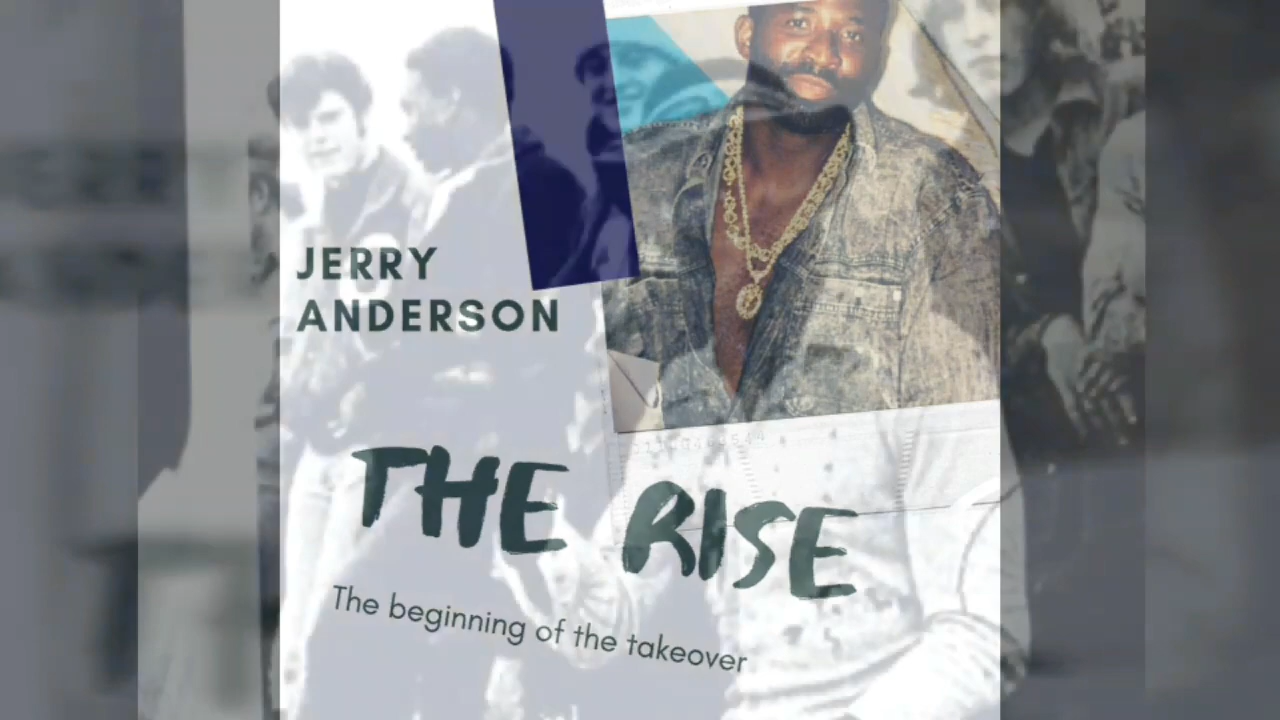 JERRY
ANDERSON
THE RISE
The beginning of the takeover